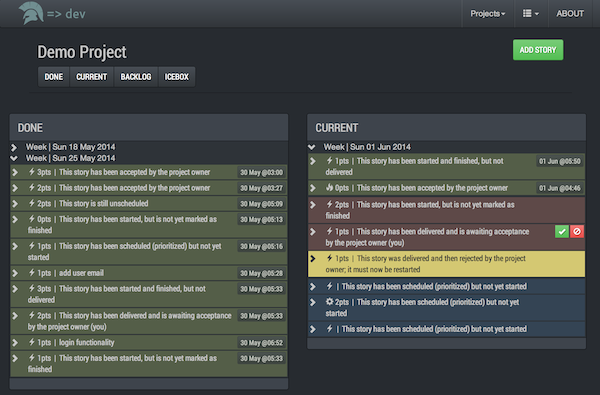 => dev
Projects
ABOUT
Demo Project
ADD STORY
DONE
CURRENT
BACKLOG
ICEBOX
DONE
Week | Sun 18 May 2014
Week | Sun 25 May 2014
3pts | This story has been accepted by the project owner 30 May @03:00
2pts | This story has been accepted by the project owner 30 May @03:27
2pts | This story is still unscheduled 30 May @05:09
0pts | This story has been started, but is not yet marked as 30 May @05:13
finished
1pts | This story has been scheduled (prioritized) but not yet 30 May @05:16
started
1pts | add user email 30 May @05:28
3pts | This story has been started and finished, but not 30 May @05:33
delivered
2pts | This story has been delivered and is awaiting acceptance 30 May @05:33
by the project owner (you)
1pts | login functionality 30 May @06:52
1pts | This story has been started, but is not yet marked as 30 May @05:33
finished
CURRENT
Week | Sun 01 Jun 2014
1pts | This story has been started and finished, but not 01 Jun @05:50
delivered
0pts | This story has been accepted by the project owner 01 Jun @04:46
2pts | This story has been started, but is not yet marked as
finished
1pts | This story has been delivered and is awaiting acceptance
by the project owner (you)
1pts | This story was delivered and then rejected by the project
owner; it must now be restarted
| This story has been scheduled (prioritized) but not yet started
2pts | This story has been scheduled (prioritized) but not yet
started
| This story has been scheduled (prioritized) but not yet started